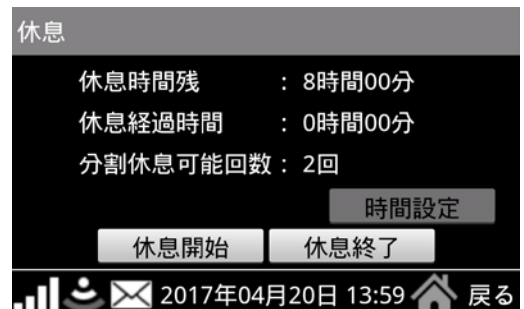 休息
休息時間残 : 8時間00分
休息経過時間 : 0時間00分
分割休息可能回数 : 2回
時間設定
休息開始 休息終了
2017年04月20日 13:59 戻る